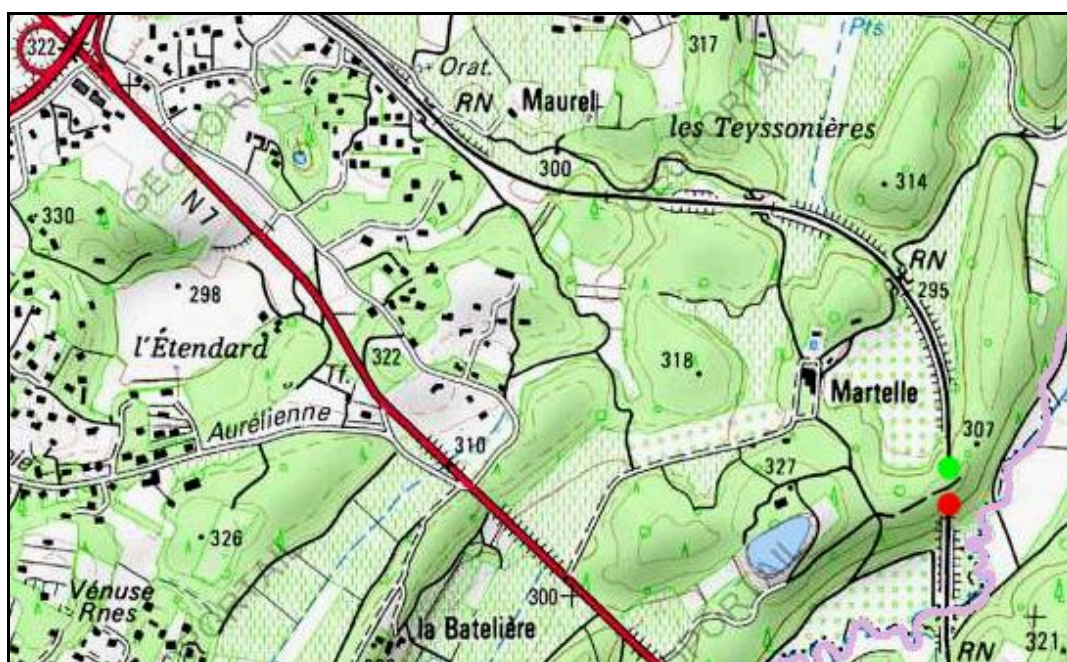 322
317
Pts
Orat.
RN
Maurel
les Teyssonières
300
314
N 7
330
RN
295
298
l'Étendard
322
318
Tf.
Martelle
Aurélienne
310
307
327
326
Vénuse
Rnes
300
la Batelière
321
RN
GEOPORTAIL